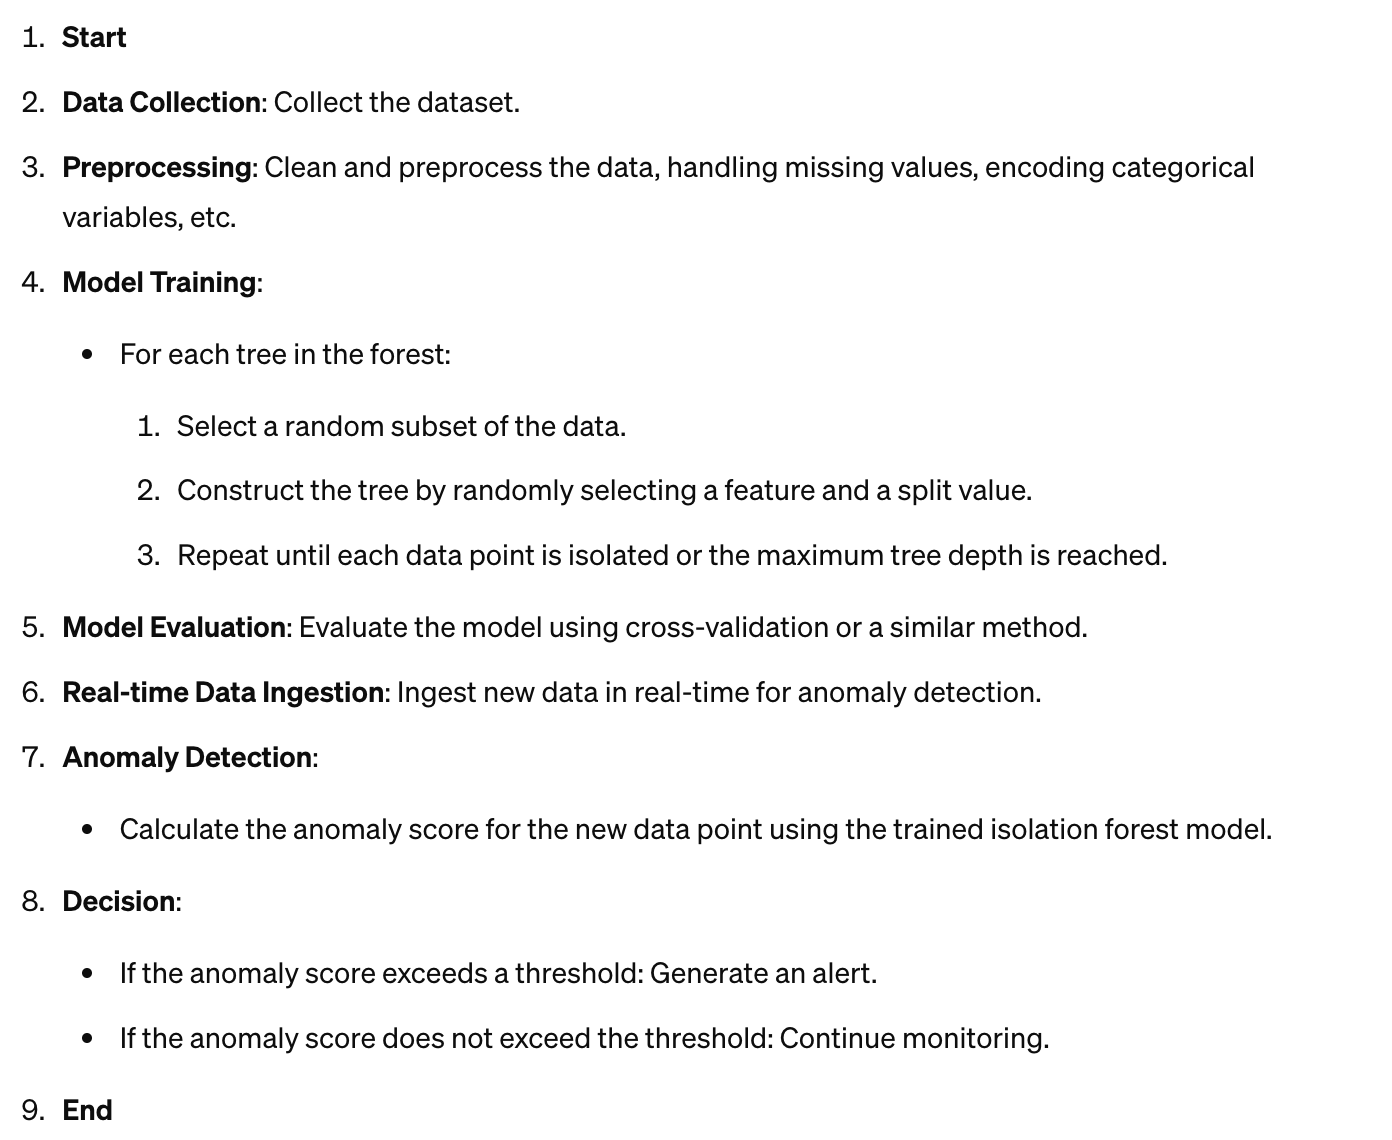 1. Start
2. Data Collection: Collect the dataset.
3. Preprocessing: Clean and preprocess the data, handling missing values, encoding categorical
variables, etc.
4. Model Training:
• For each tree in the forest:
1. Select a random subset of the data.
2. Construct the tree by randomly selecting a feature and a split value.
3. Repeat until each data point is isolated or the maximum tree depth is reached.
5. Model Evaluation: Evaluate the model using cross-validation or a similar method.
6. Real-time Data Ingestion: Ingest new data in real-time for anomaly detection.
7. Anomaly Detection:
• Calculate the anomaly score for the new data point using the trained isolation forest model.
8. Decision:
• If the anomaly score exceeds a threshold: Generate an alert.
• If the anomaly score does not exceed the threshold: Continue monitoring.
9. End